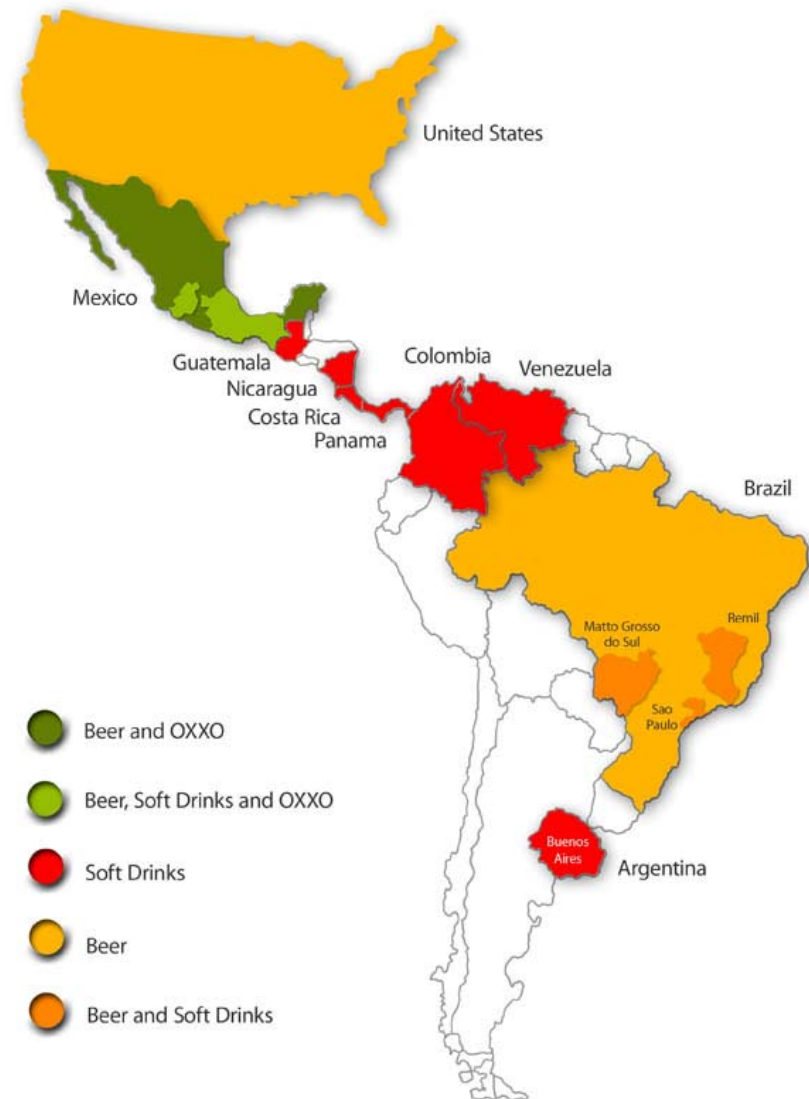 United States
Mexico
Guatemala
Nicaragua
Costa Rica
Panama
Colombia
Venezuela
Brazil
Matto Grosso
do Sul
Remil
Sao
Paulo
Buenos
Aires
Argentina
Beer and OXXO
Beer, Soft Drinks and OXXO
Soft Drinks
Beer
Beer and Soft Drinks